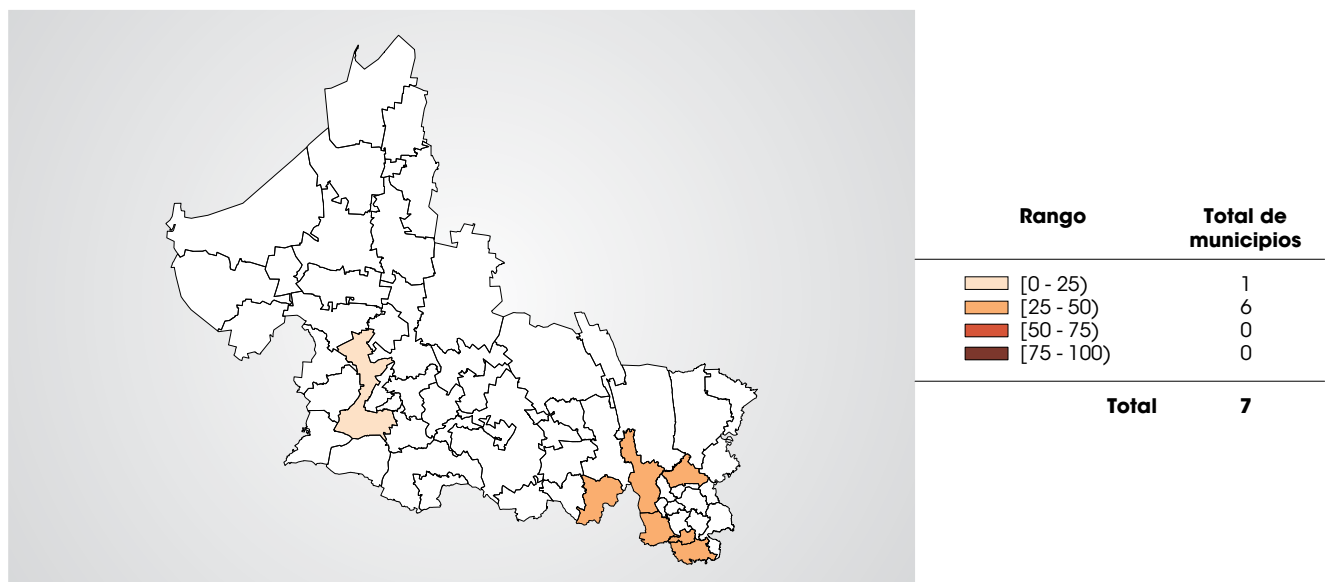 Rango Total de
municipios
[0 - 25) 1
[25 - 50) 6
[50 - 75) 0
[75 - 100) 0
Total 7